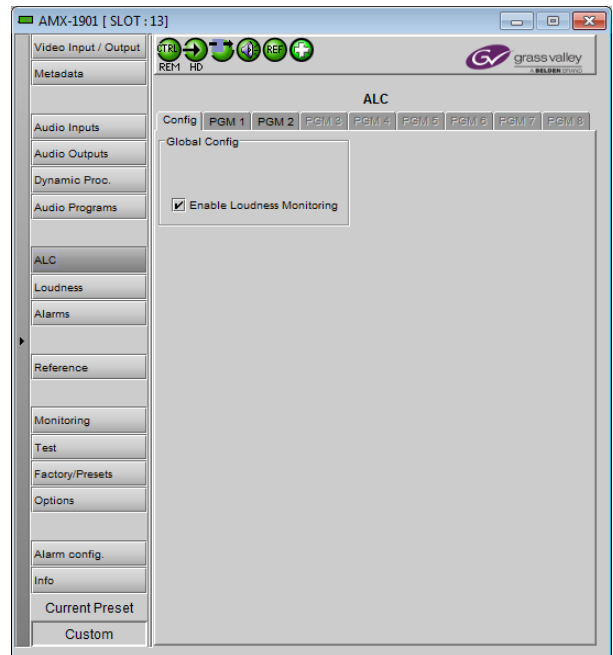 AMX-1901 [ SLOT : 13]
Video Input / Output
Metadata
Audio Inputs
Audio Outputs
Dynamic Proc.
Audio Programs
ALC
Loudness
Alarms
Reference
Monitoring
Test
Factory/Presets
Options
Alarm config.
Info
Current Preset
Custom
CTRL
REF
REM HD
GV grass valley
A BELDEN BRAND
ALC
Config PGM 1 PGM 2 PGM 3 PGM 4 PGM 5 PGM 6 PGM 7 PGM 8
Global Config
Enable Loudness Monitoring